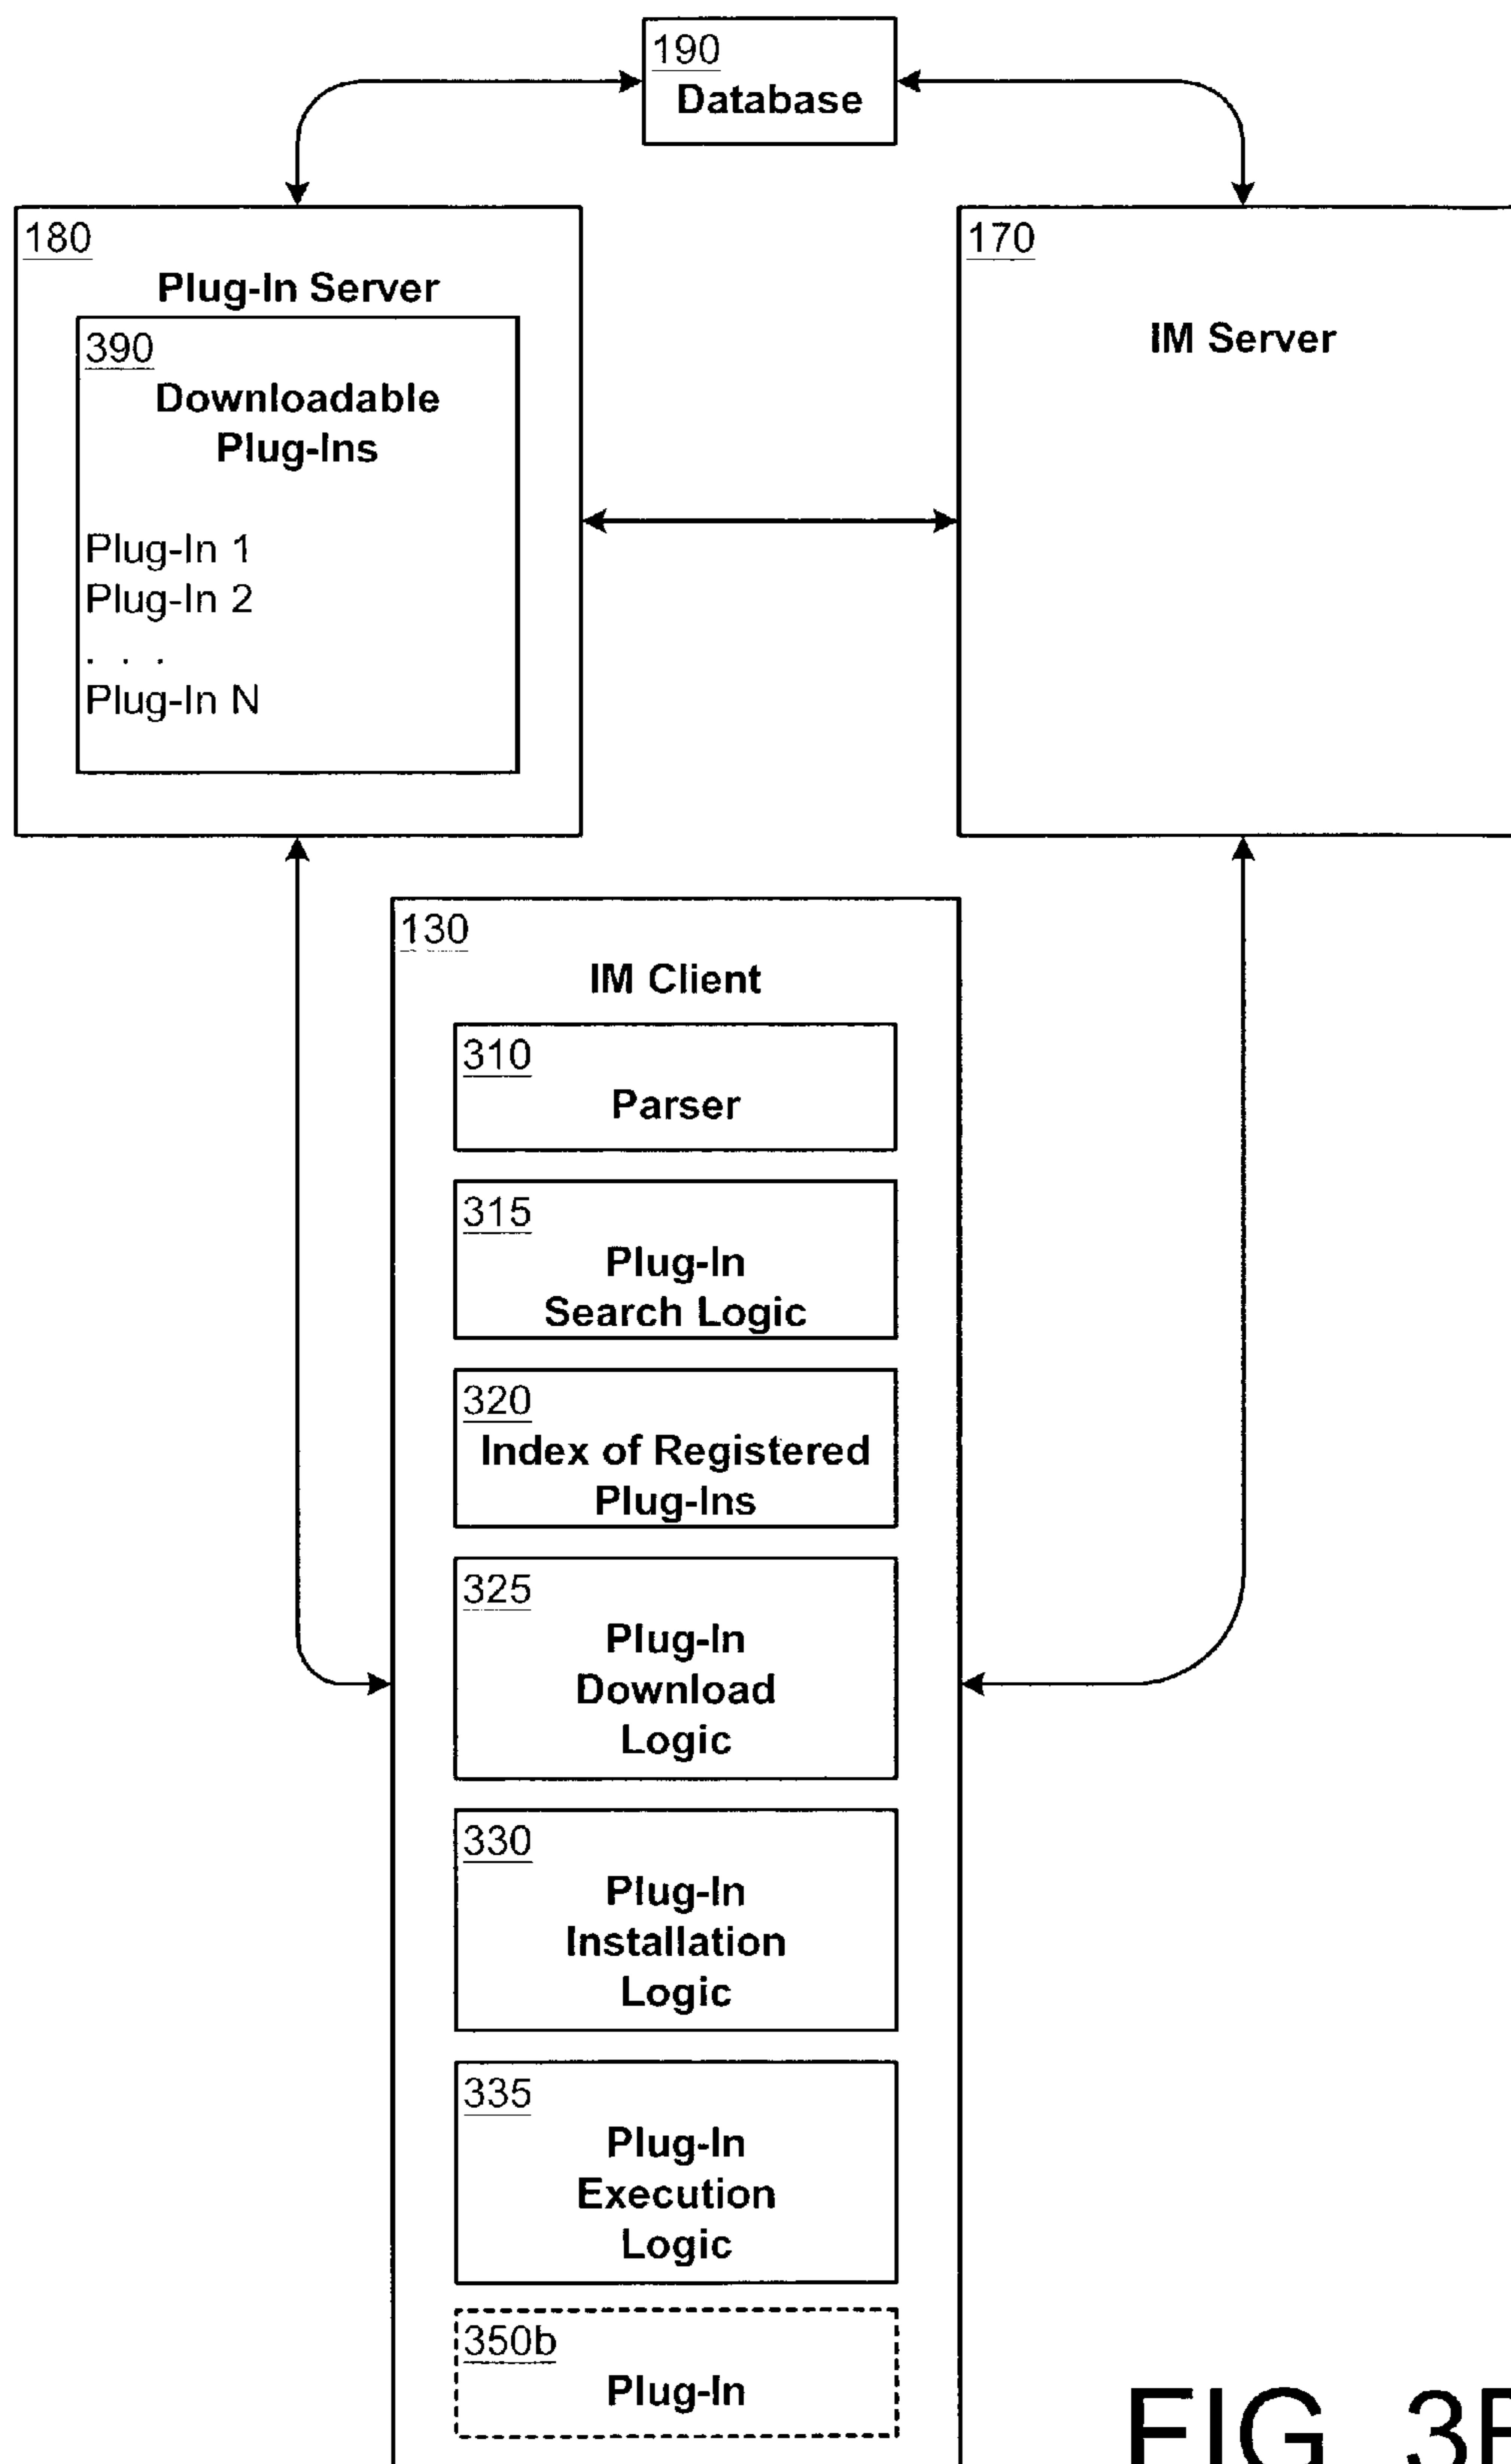 190
Database
180
Plug-In Server
390
Downloadable
Plug-Ins
Plug-In 1
Plug-In 2
. . .
Plug-In N
170
IM Server
130
IM Client
310
Parser
315
Plug-In
Search Logic
320
Index of Registered
Plug-Ins
325
Plug-In
Download
Logic
330
Plug-In
Installation
Logic
335
Plug-In
Execution
Logic
350b
Plug-In
FIG. 3B